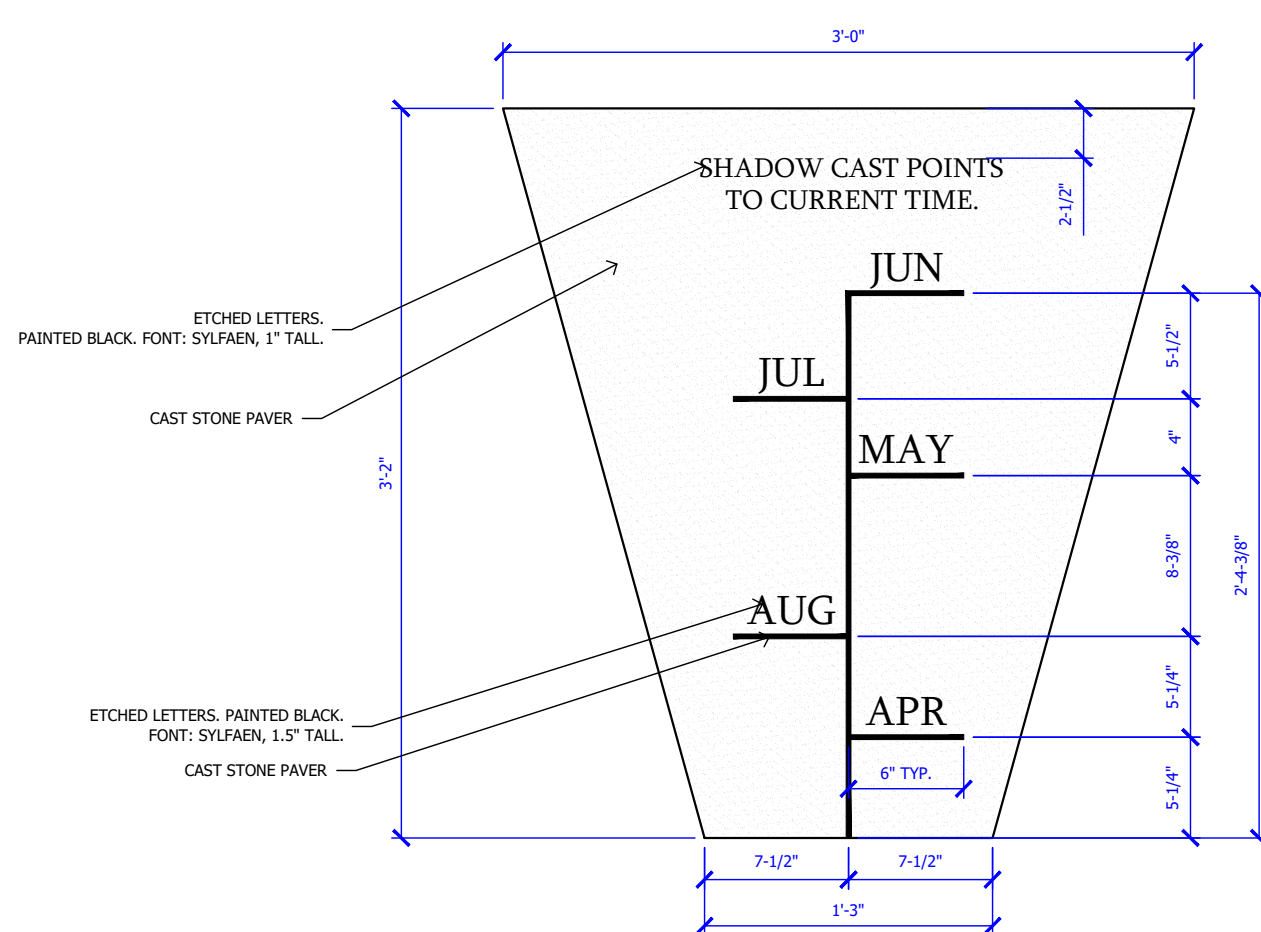 3'-0"
SHADOW CAST POINTS
TO CURRENT TIME.
2-1/2"
JUN
ETCHED LETTERS.
PAINTED BLACK. FONT: SYLFAEN, 1" TALL.
5-1/2"
JUL
CAST STONE PAVER
4"
MAY
3'-2"
8-3/8"
2'-4-3/8"
AUG
5-1/4"
ETCHED LETTERS. PAINTED BLACK.
FONT: SYLFAEN, 1.5" TALL.
APR
CAST STONE PAVER
6" TYP.
5-1/4"
7-1/2"
7-1/2"
1'-3"